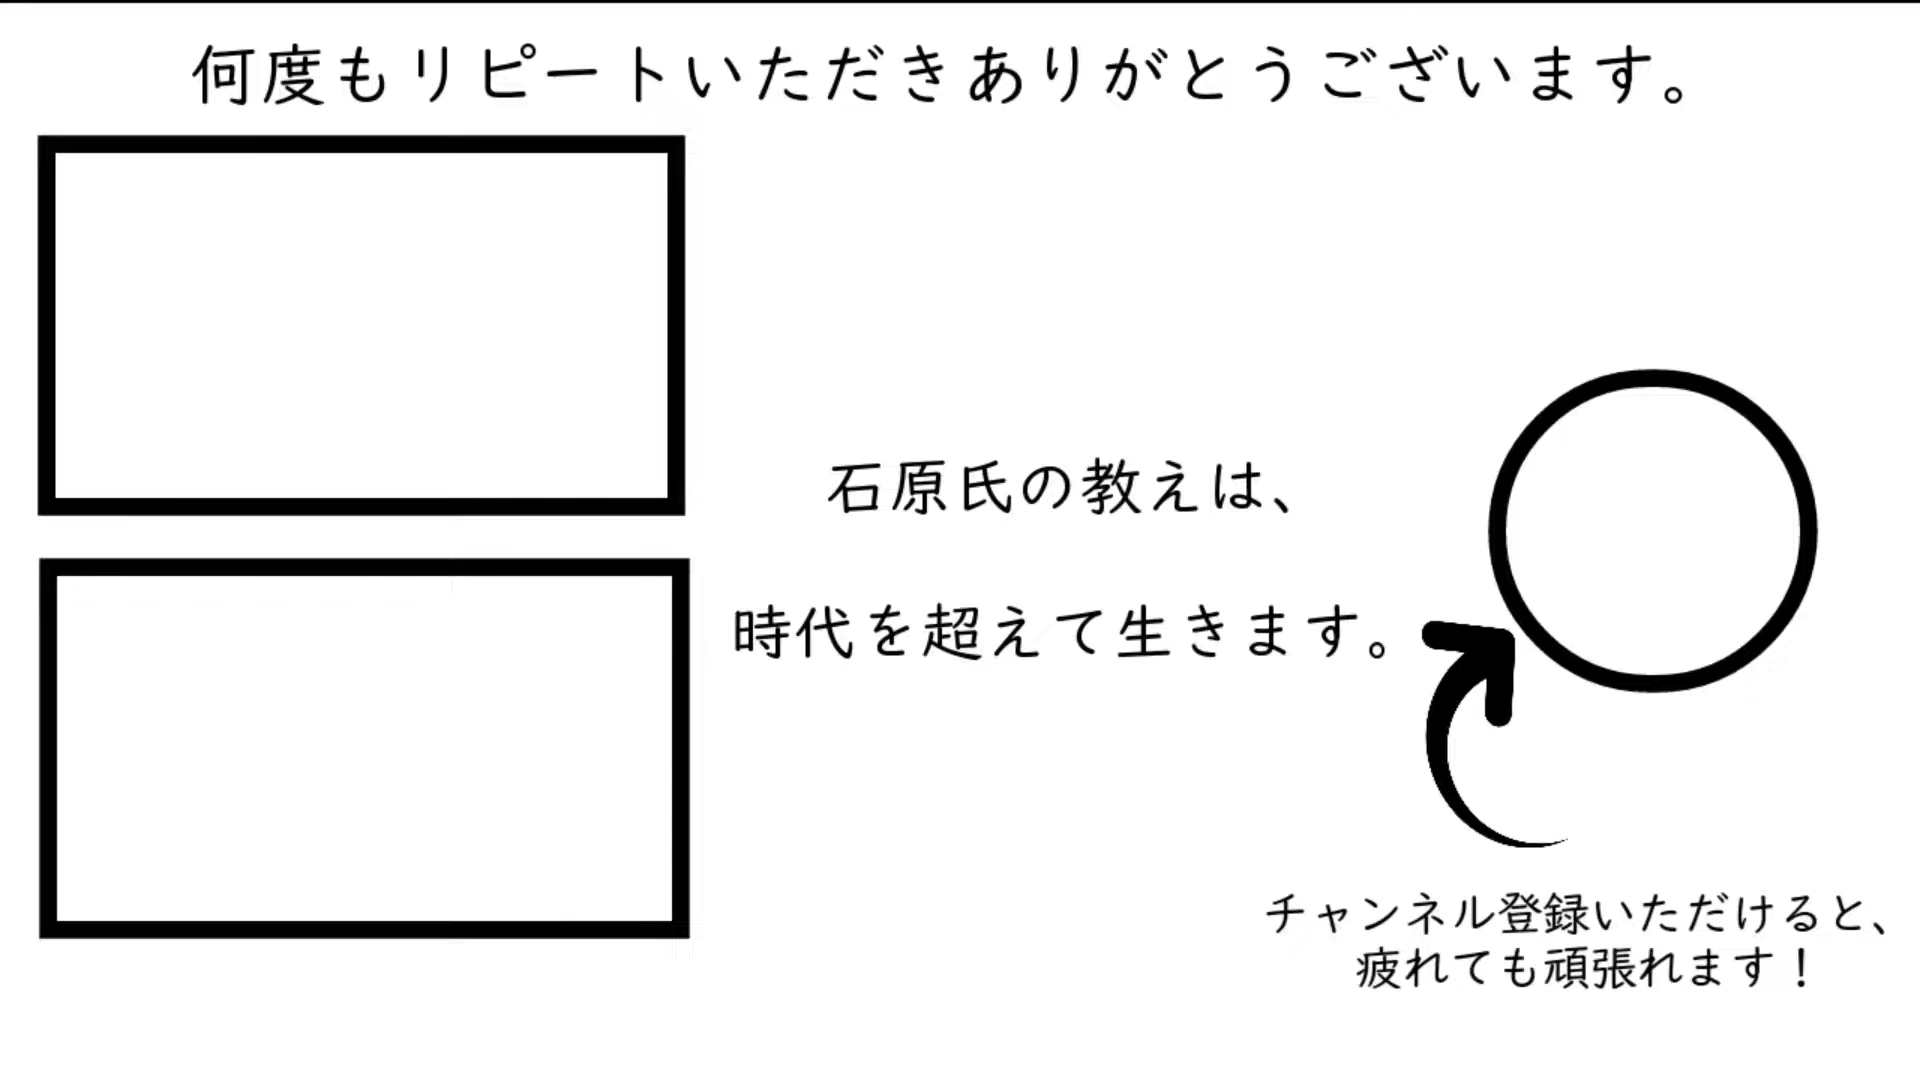 何度もリピートいただきありがとうございます。
石原氏の教えは、
時代を超えて生きます。
チャンネル登録いただけると、
疲れても頑張れます！